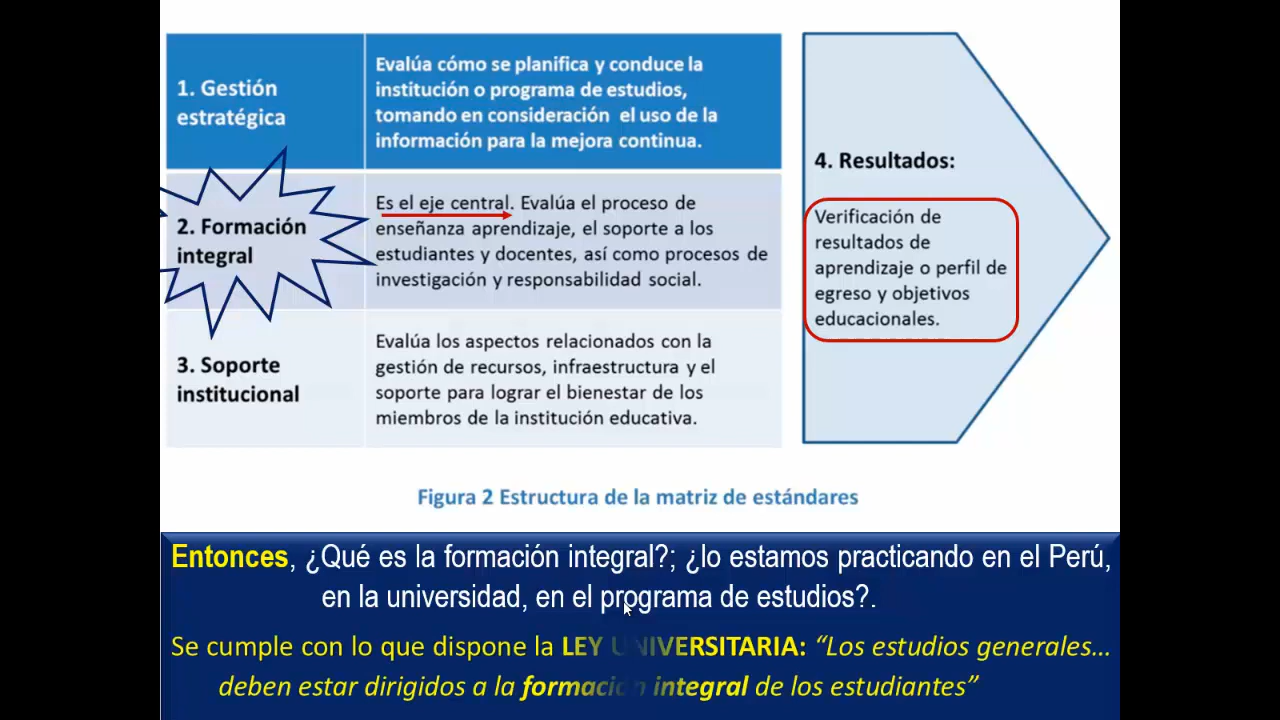 1. Gestión
estratégica
Evalúa cómo se planifica y conduce la
institución o programa de estudios,
tomando en consideración el uso de la
información para la mejora continua.
2. Formación
integral
Es el eje central. Evalúa el proceso de
enseñanza aprendizaje, el soporte a los
estudiantes y docentes, así como procesos de
investigación y responsabilidad social.
3. Soporte
institucional
Evalúa los aspectos relacionados con la
gestión de recursos, infraestructura y el
soporte para lograr el bienestar de los
miembros de la institución educativa.
4. Resultados:
Verificación de
resultados de
aprendizaje o perfil de
egreso y objetivos
educacionales.
Figura 2 Estructura de la matriz de estándares
Entonces, ¿Qué es la formación integral?; ¿lo estamos practicando en el Perú,
en la universidad, en el programa de estudios?.
Se cumple con lo que dispone la LEY UNIVERSITARIA: “Los estudios generales...
deben estar dirigidos a la formación integral de los estudiantes”